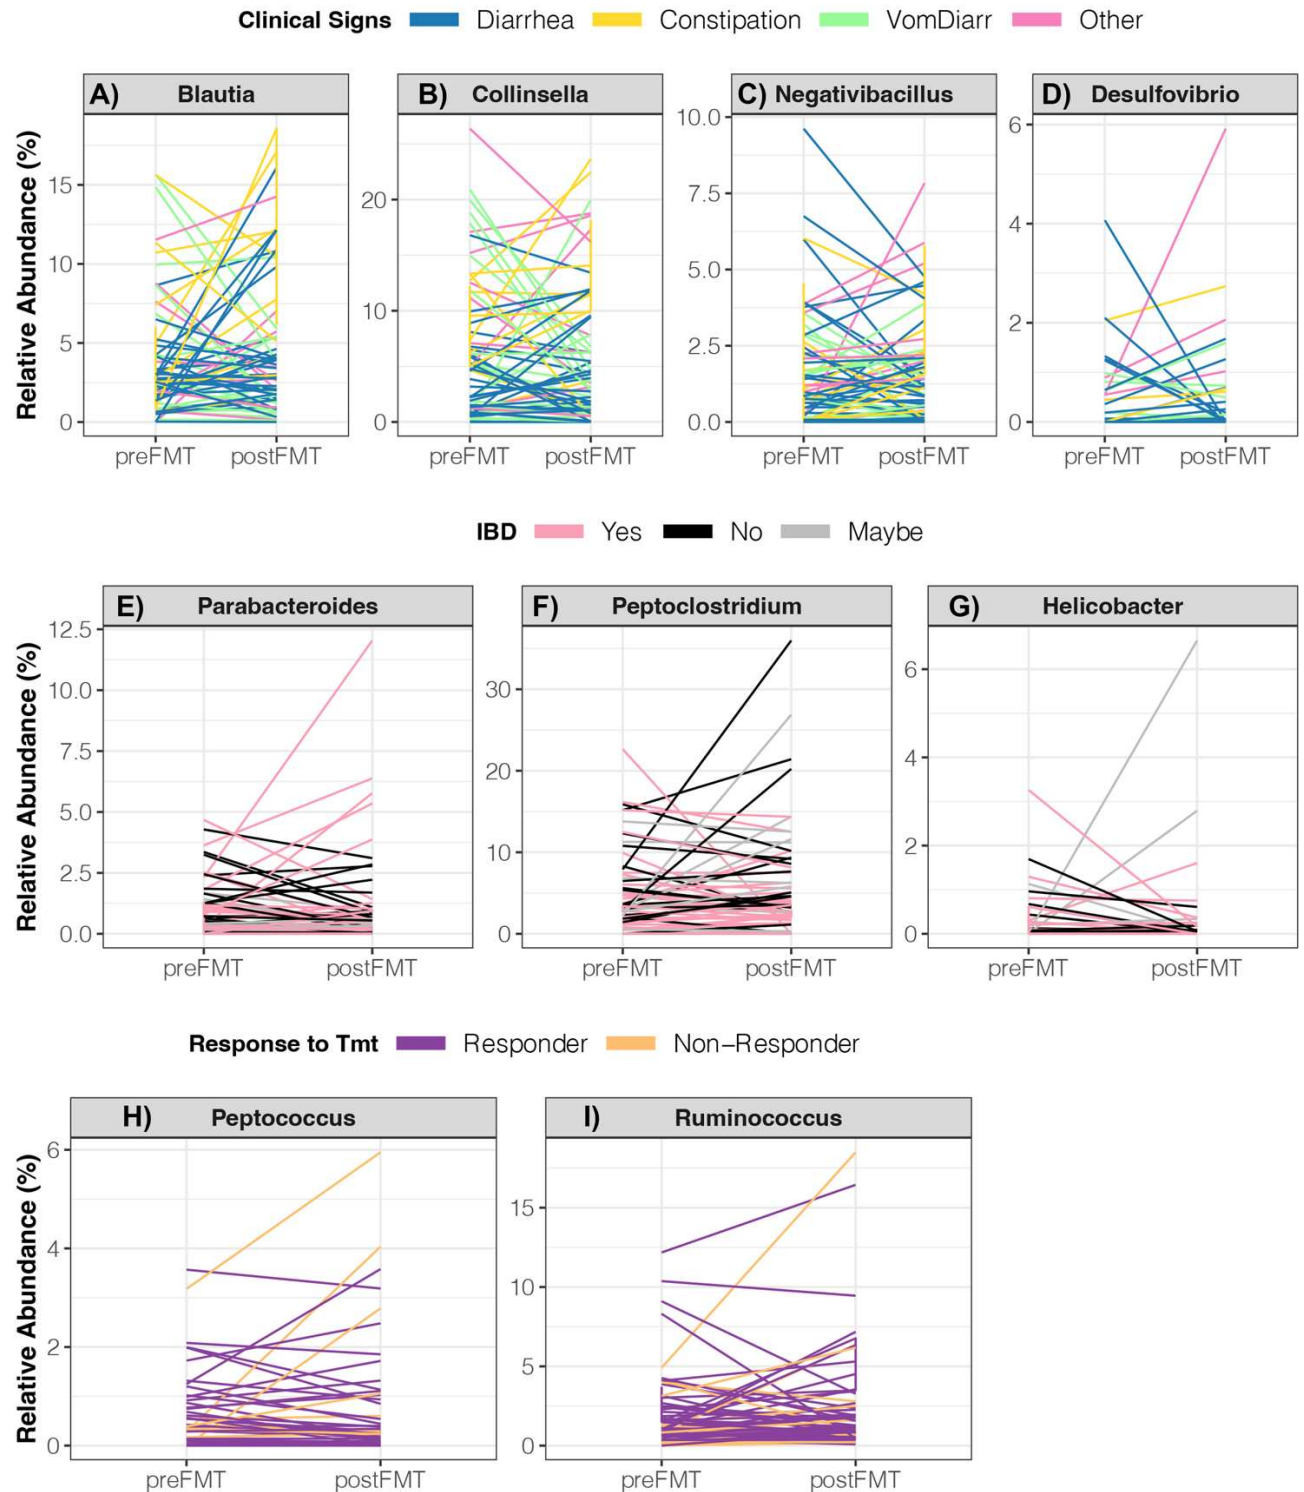 Clinical Signs Diarrhea Constipation VomDiarr Other
A) Blautia
B) Collinsella
C) Negativibacillus
D) Desulfovibrio
Relative Abundance (%)
15
10
5
0
20
10
0
10.0
7.5
5.0
2.5
0.0
6
4
2
0
preFMT postFMT
preFMT postFMT
preFMT postFMT
preFMT postFMT
IBD Yes No Maybe
E) Parabacteroides
F) Peptoclostridium
G) Helicobacter
Relative Abundance (%)
12.5
10.0
7.5
5.0
2.5
0.0
30
20
10
0
6
4
2
0
preFMT postFMT
preFMT postFMT
preFMT postFMT
Response to Tmt Responder Non−Responder
H) Peptococcus
I) Ruminococcus
Relative Abundance (%)
6
4
2
0
15
10
5
0
preFMT postFMT
preFMT postFMT